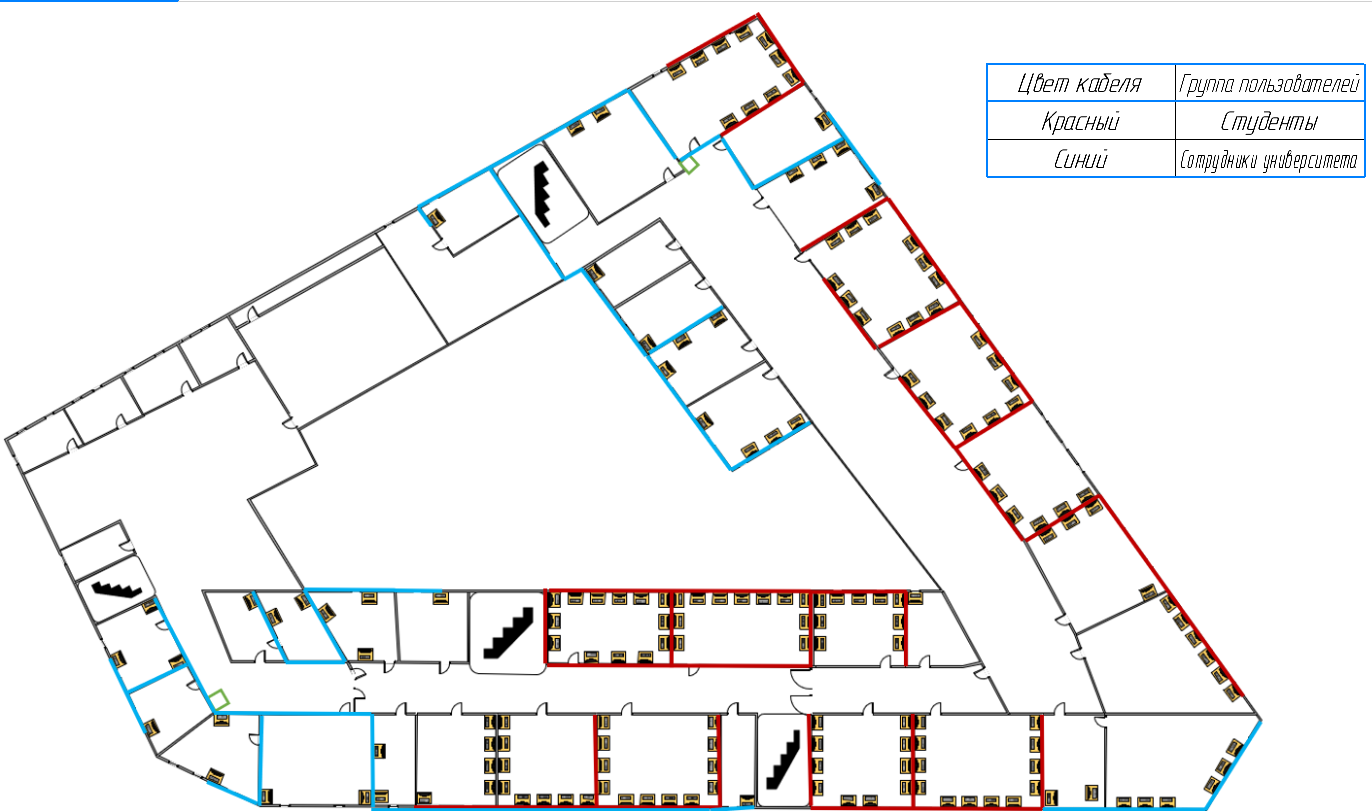 Цвет кабеля Группа пользователей
Красный Студенты
Синий Сотрудники университета